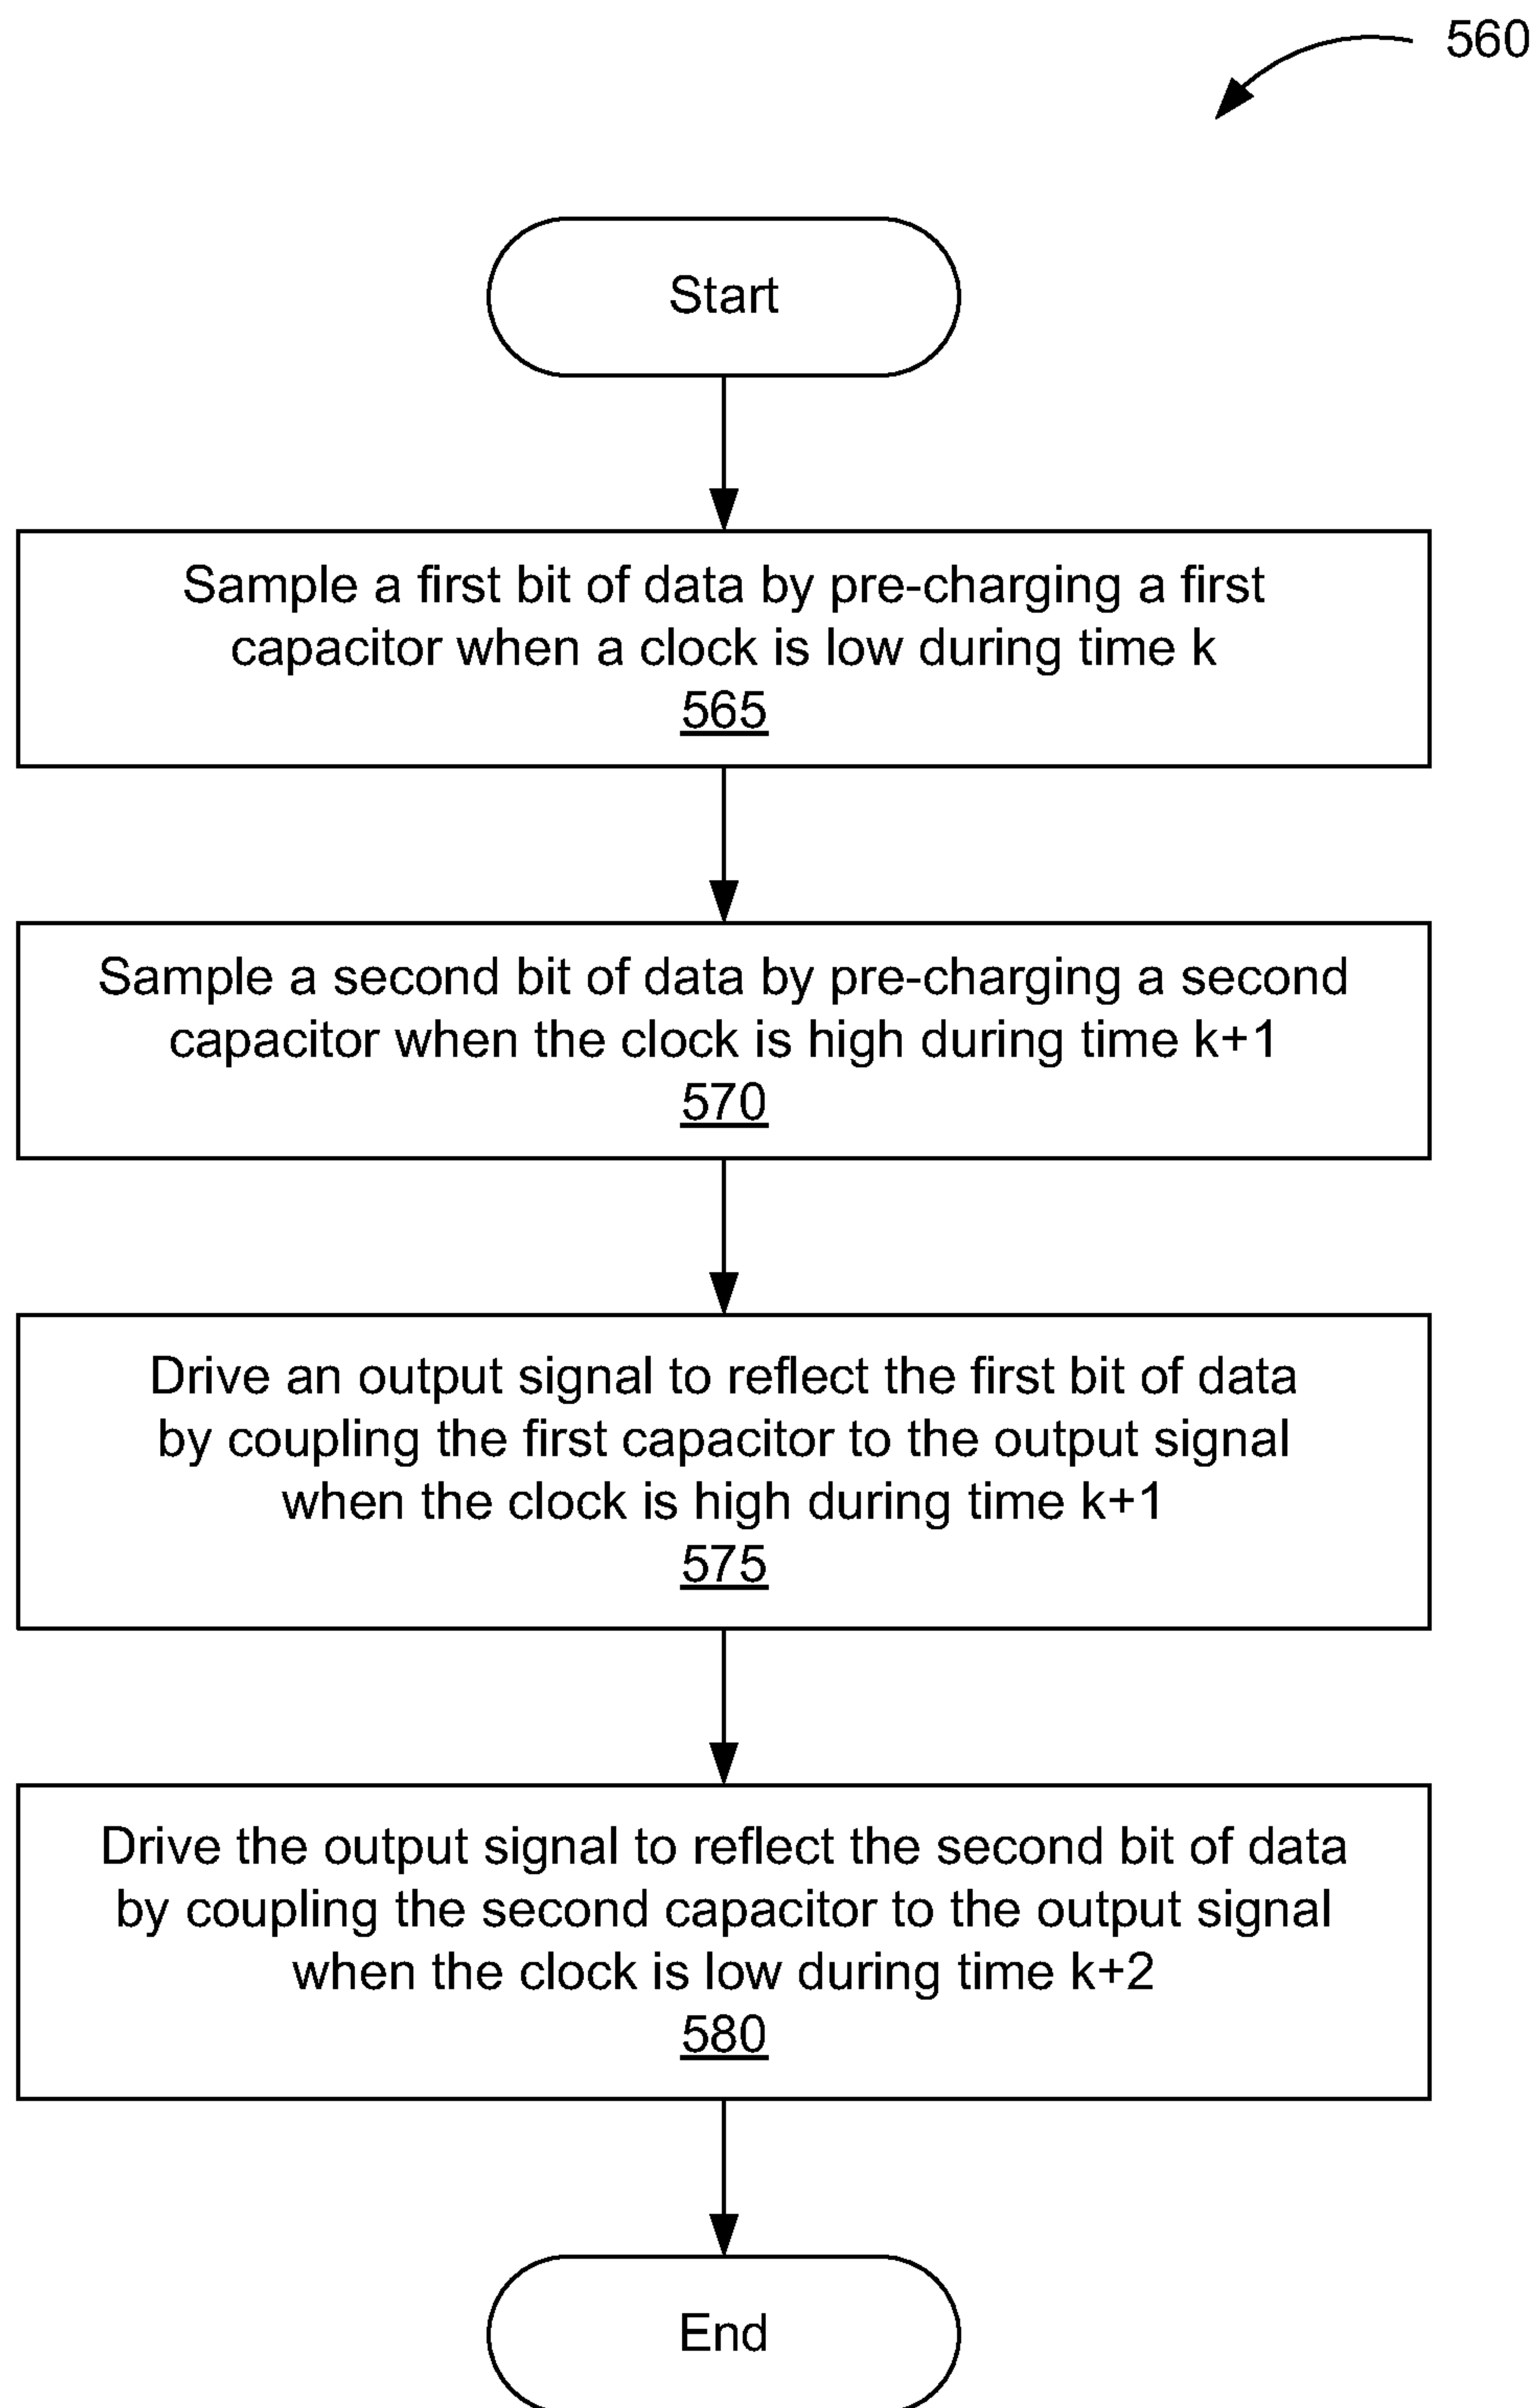 560
Start
Sample a first bit of data by pre-charging a first
capacitor when a clock is low during time k
565
Sample a second bit of data by pre-charging a second
capacitor when the clock is high during time k+1
570
Drive an output signal to reflect the first bit of data
by coupling the first capacitor to the output signal
when the clock is high during time k+1
575
Drive the output signal to reflect the second bit of data
by coupling the second capacitor to the output signal
when the clock is low during time k+2
580
End